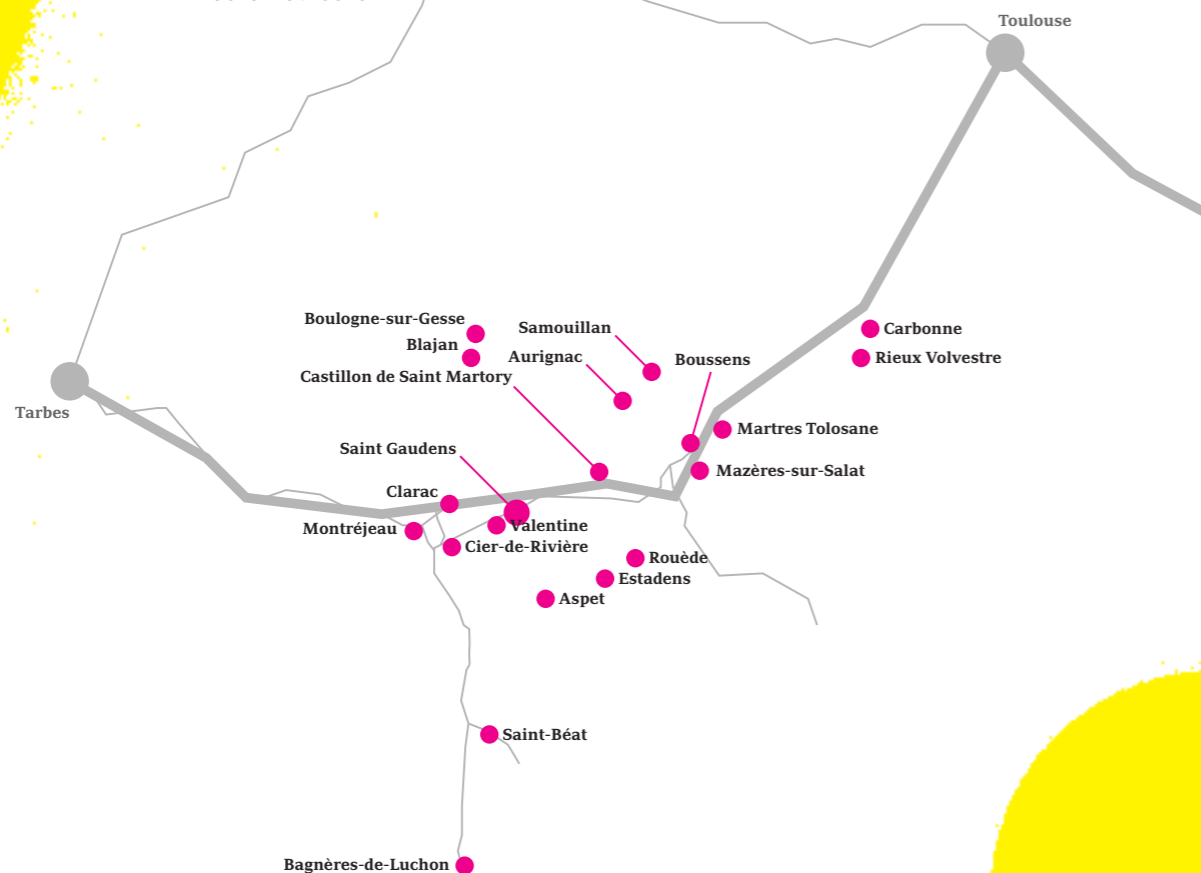 Toulouse
Boulogne-sur-Gesse
Samouillan
Carbonne
Blajan
Aurignac
Boussens
Rieux Volvestre
Castillon de Saint Martory
Tarbes
Martres Tolosane
Saint Gaudens
Mazères-sur-Salat
Clarac
Valentine
Montréjeau
Cier-de-Rivière
Rouède
Estadens
Aspet
Saint-Béat
Bagnères-de-Luchon